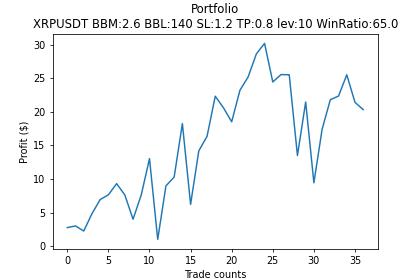 Portfolio
XRPUSDT BBM:2.6 BBL:140 SL:1.2 TP:0.8 lev:10 WinRatio:65.0
Profit ($)
30
25
20
15
10
5
0
0 5 10 15 20 25 30 35
Trade counts